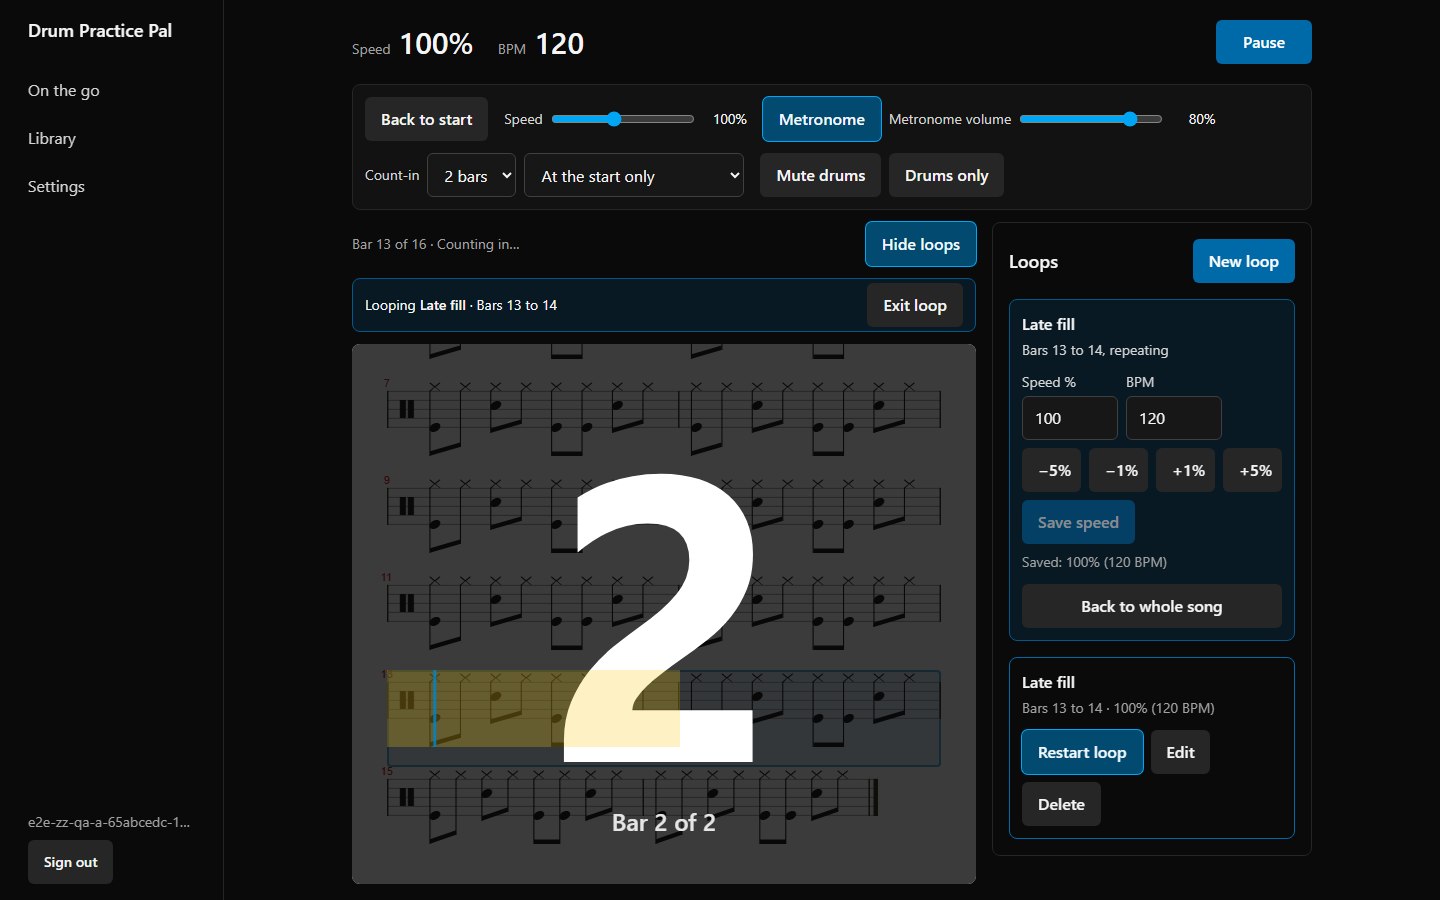 Drum Practice Pal
On the go
Library
Settings
e2e-zz-qa-a-65abcedc-1...
Sign out
Speed 100% BPM 120
Pause
Back to start Speed 100% Metronome Metronome volume 80%
Count-in 2 bars At the start only Mute drums Drums only
Bar 13 of 16 · Counting in...
Hide loops
Looping Late fill · Bars 13 to 14
Exit loop
7
9
11
2
15
Bar 2 of 2
Loops
New loop
Late fill
Bars 13 to 14, repeating
Speed % BPM
100 120
−5% −1% +1% +5%
Save speed
Saved: 100% (120 BPM)
Back to whole song
Late fill
Bars 13 to 14 · 100% (120 BPM)
Restart loop Edit
Delete